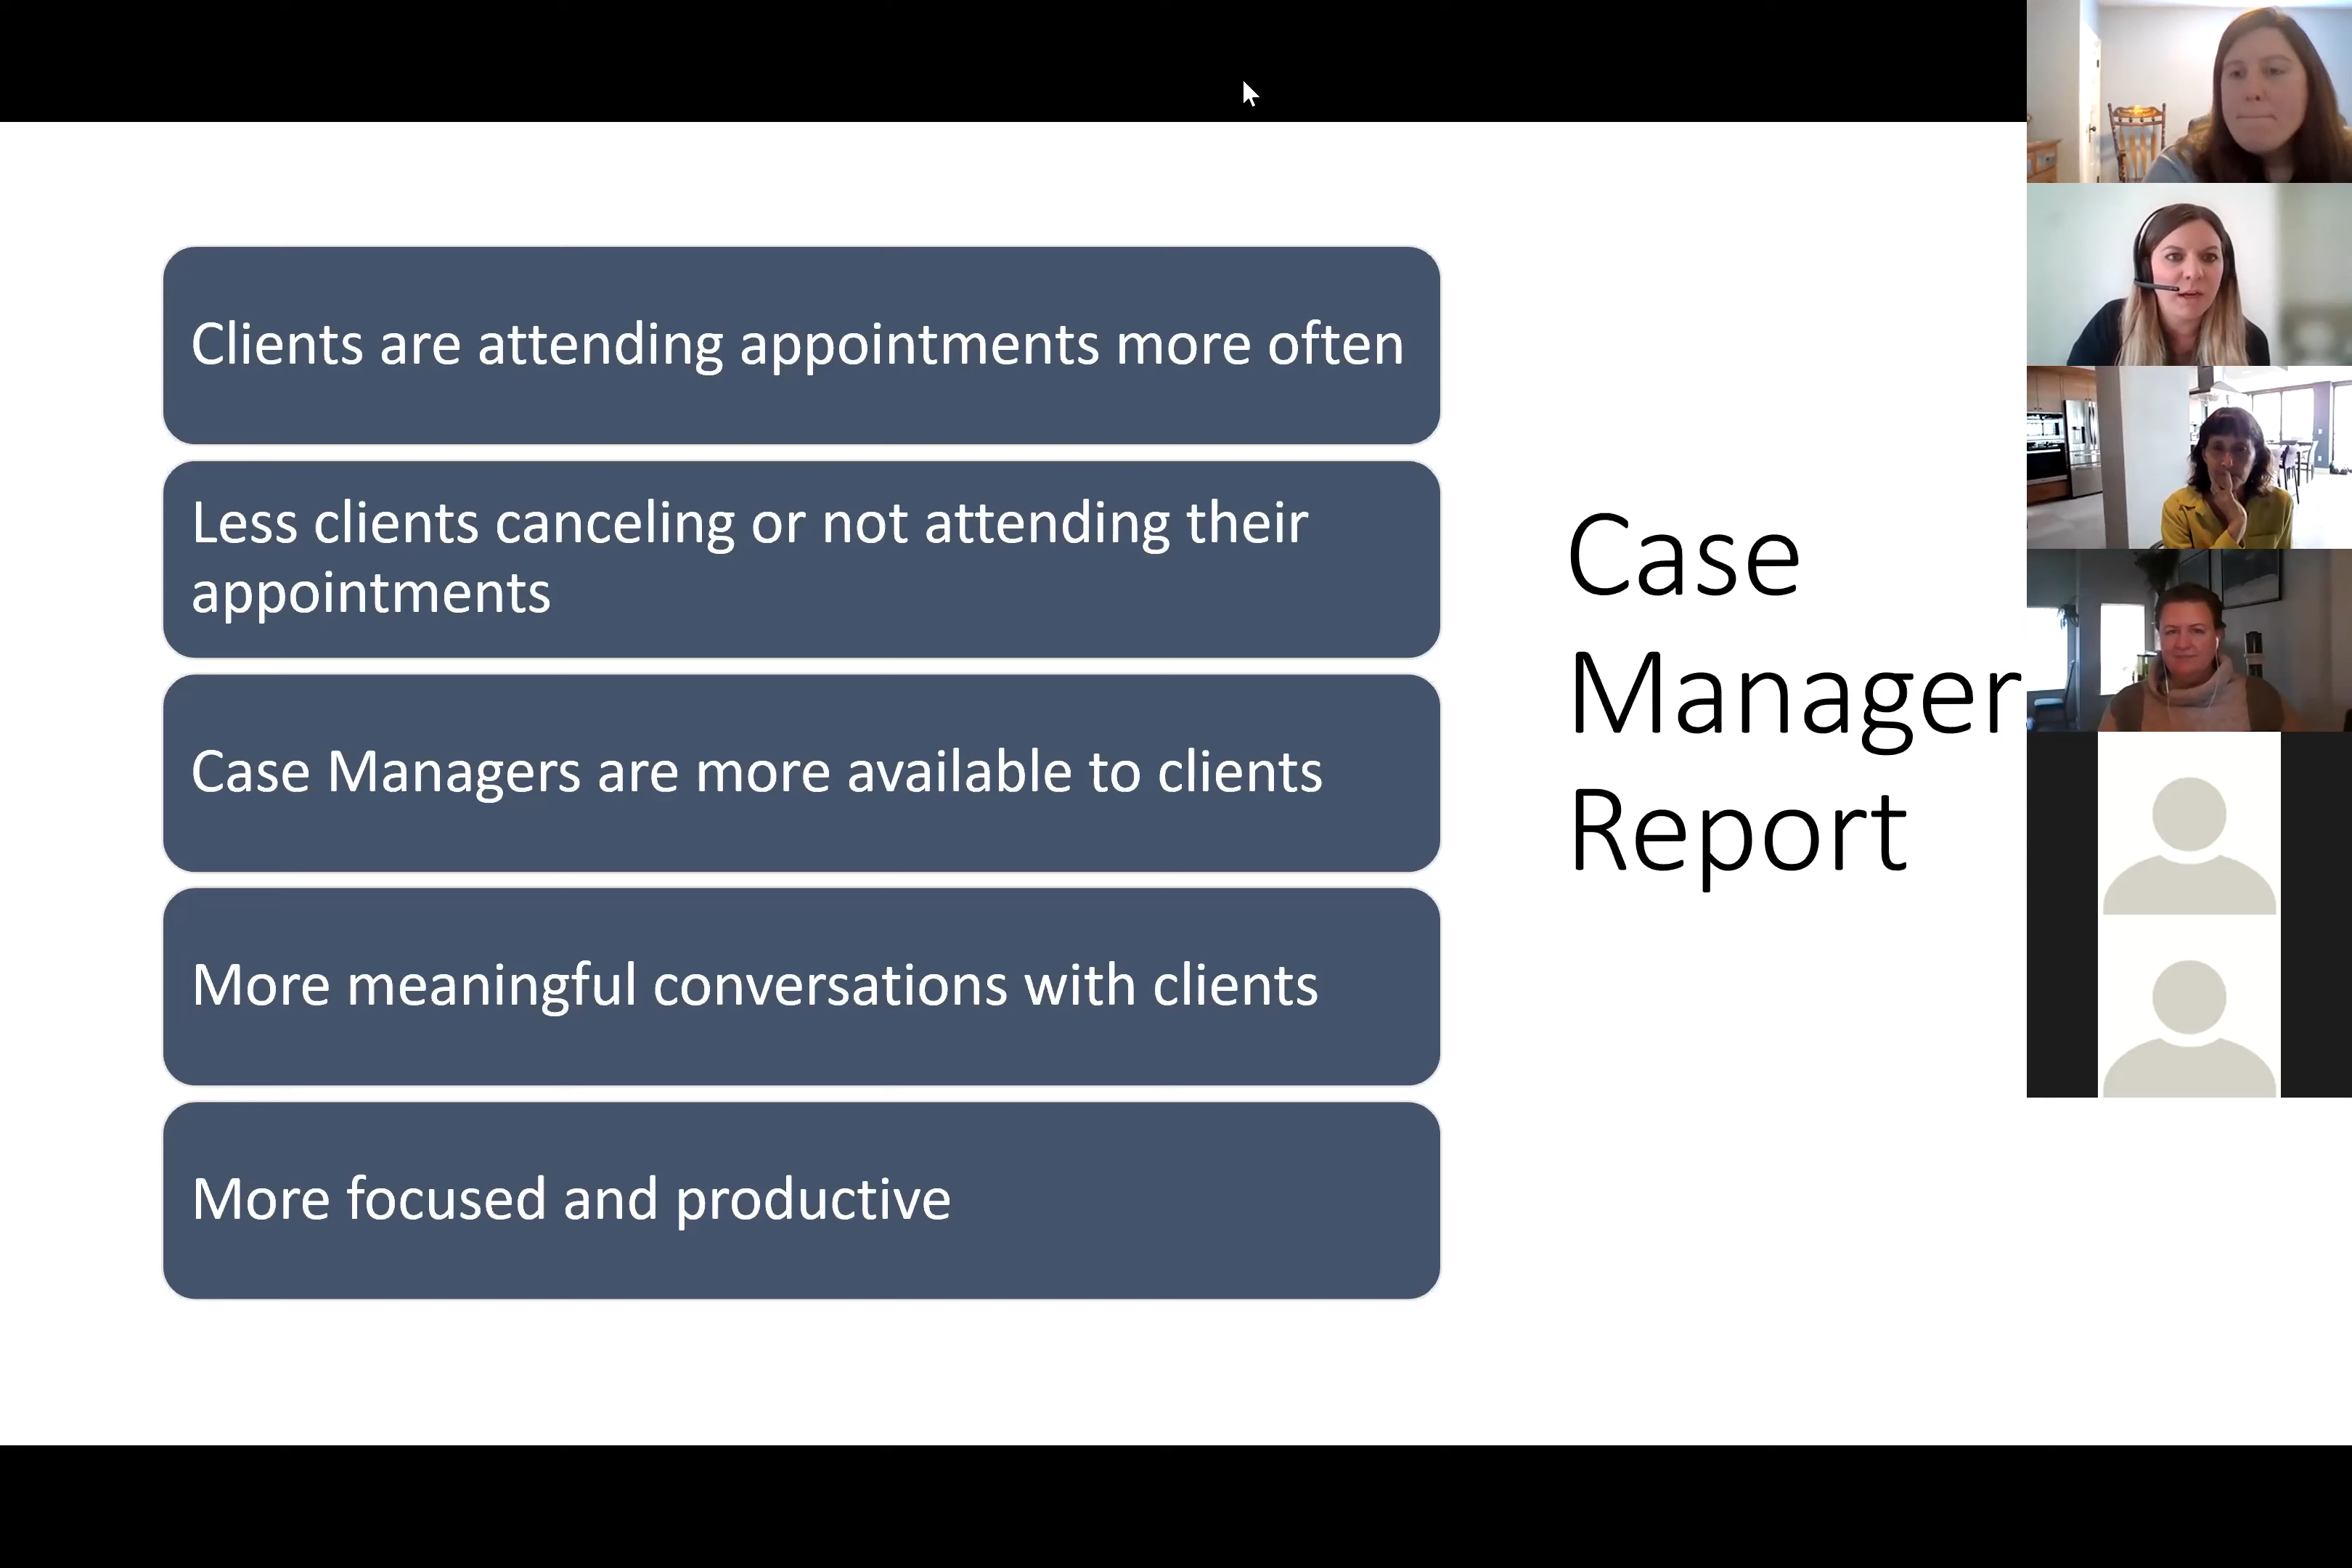 Clients are attending appointments more often
Less clients canceling or not attending their
appointments
Case Managers are more available to clients
More meaningful conversations with clients
More focused and productive
Case
Manager
Report